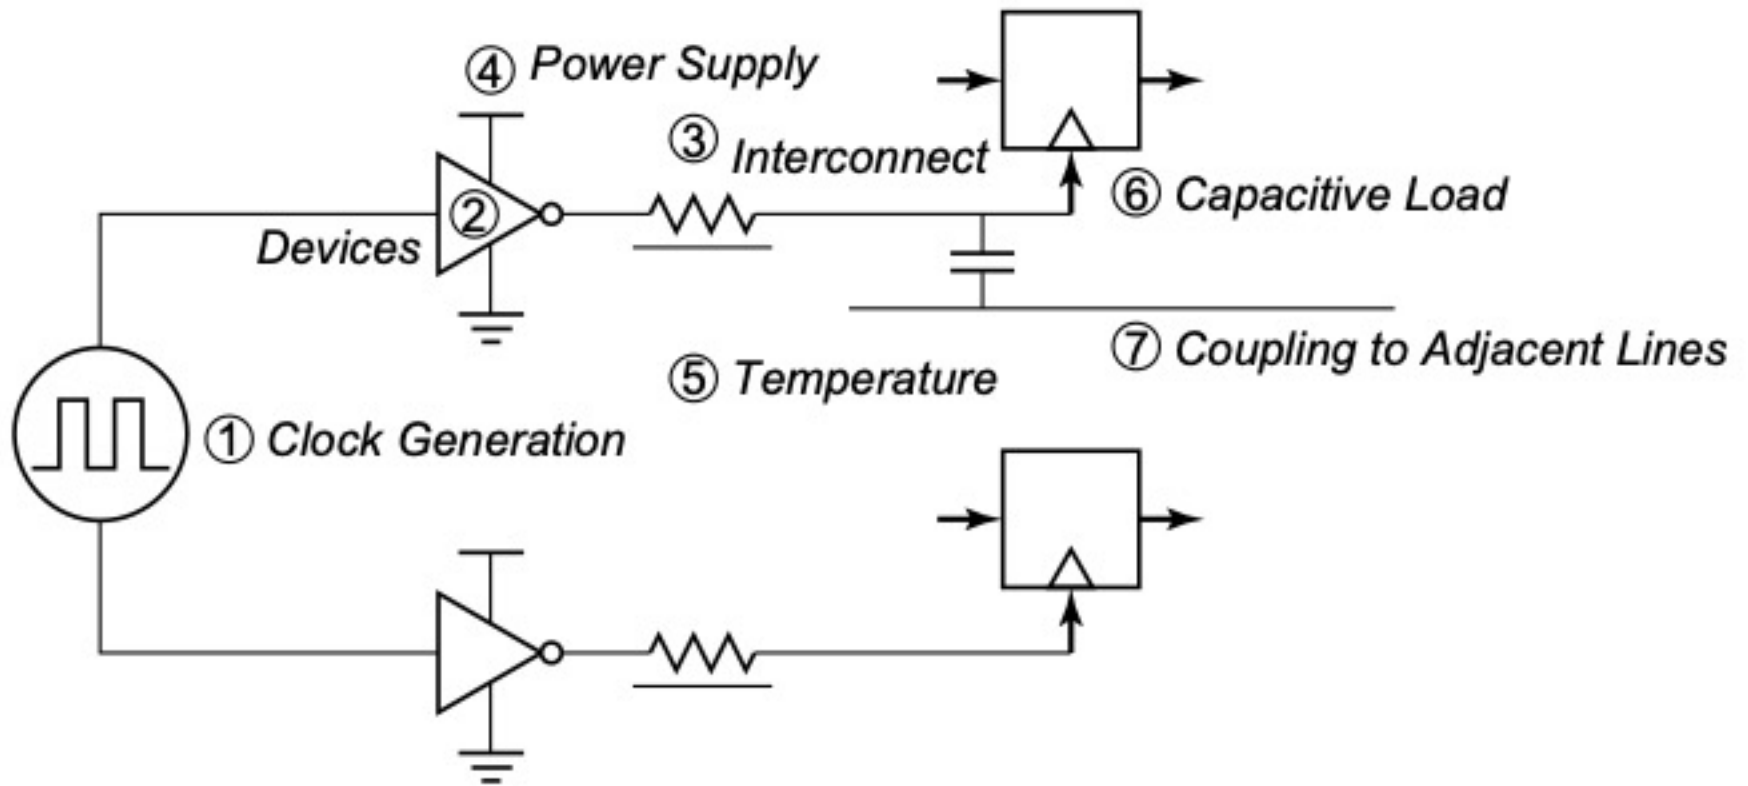 ④ Power Supply
③ Interconnect
⑥ Capacitive Load
②
Devices
⑦ Coupling to Adjacent Lines
⑤ Temperature
① Clock Generation